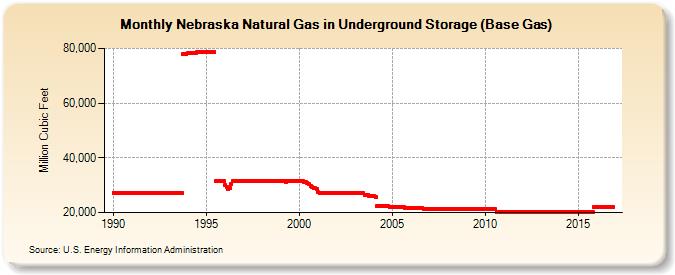 Monthly Nebraska Natural Gas in Underground Storage (Base Gas)
Million Cubic Feet
80,000
60,000
40,000
20,000
1990 1995 2000 2005 2010 2015
Source: U.S. Energy Information Administration